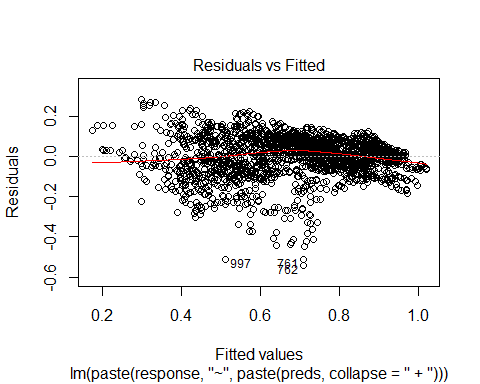 Residuals vs Fitted
Residuals
0.2
0.0
-0.2
-0.4
-0.6
997
761
762
0.2 0.4 0.6 0.8 1.0
Fitted values
lm(paste(response, "~", paste(preds, collapse = " + ")))